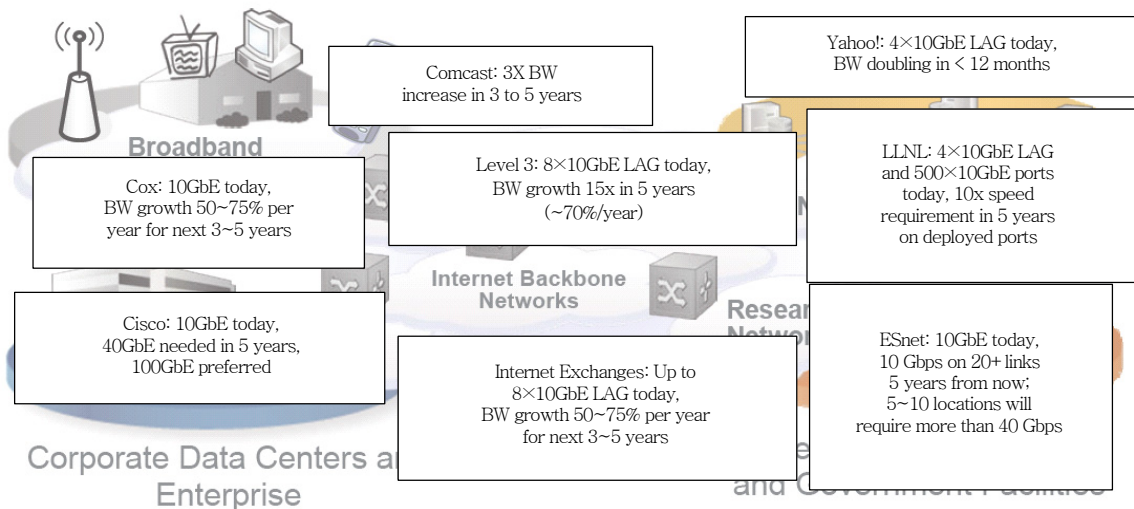 Yahoo!: 4×10GbE LAG today,
BW doubling in < 12 months
Comcast: 3X BW
increase in 3 to 5 years
Broadband
Level 3: 8×10GbE LAG today,
BW growth 15x in 5 years
(~70%/year)
LLNL: 4×10GbE LAG
and 500×10GbE ports
today, 10x speed
requirement in 5 years
on deployed ports
Cox: 10GbE today,
BW growth 50~75% per
year for next 3~5 years
Internet Backbone
Networks
Cisco: 10GbE today,
40GbE needed in 5 years,
100GbE preferred
Internet Exchanges: Up to
8×10GbE LAG today,
BW growth 50~75% per year
for next 3~5 years
ESnet: 10GbE today,
10 Gbps on 20+ links
5 years from now;
5~10 locations will
require more than 40 Gbps
Corporate Data Centers
Enterprise
and Government Facilities